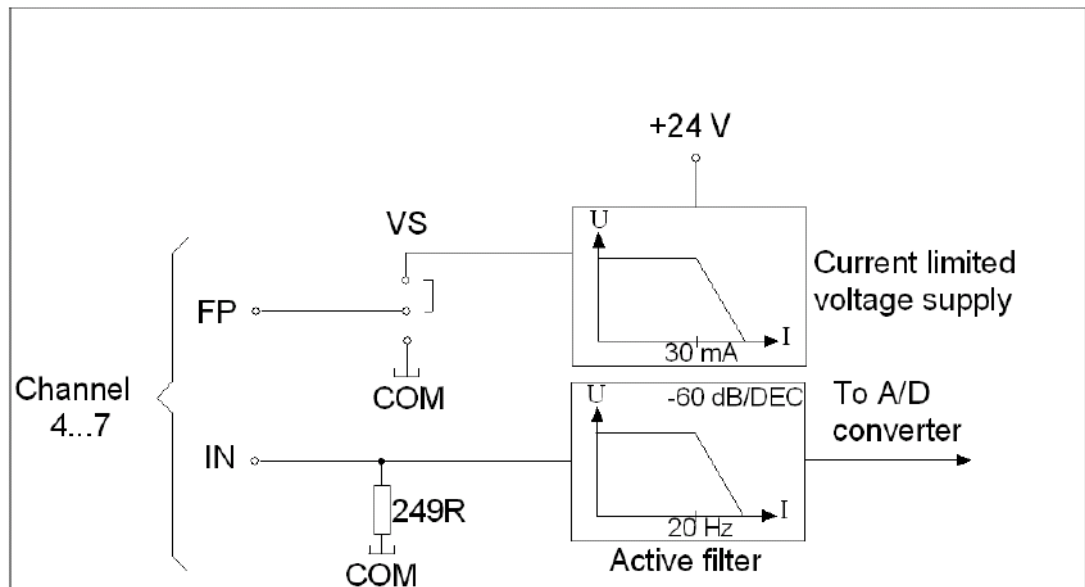 +24 V
VS
U
Current limited
voltage supply
FP
I
30 mA
Channel
4...7
COM
U
-60 dB/DEC
To A/D
converter
IN
249R
I
20 Hz
COM
Active filter